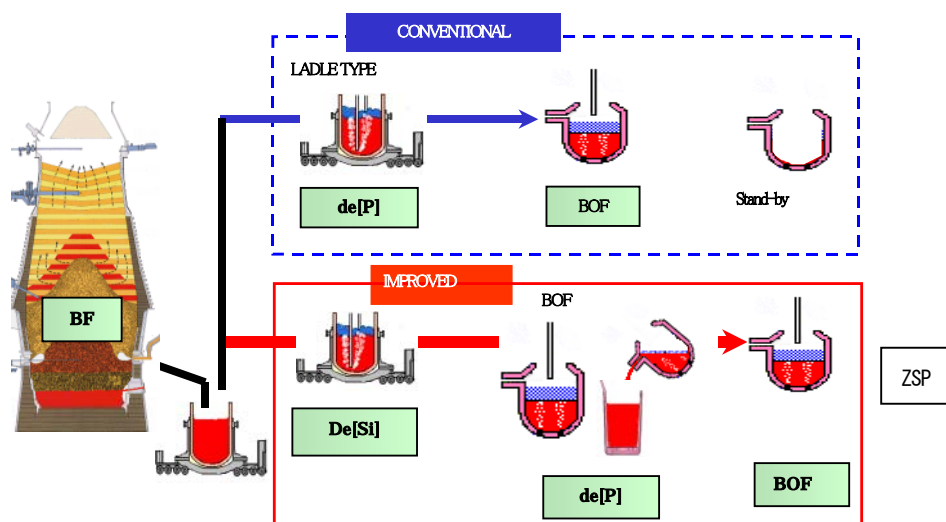 CONVENTIONAL
LADLE TYPE
de[P]
BOF
Stand-by
BF
IMPROVED
BOF
De[Si]
de[P]
BOF
ZSP